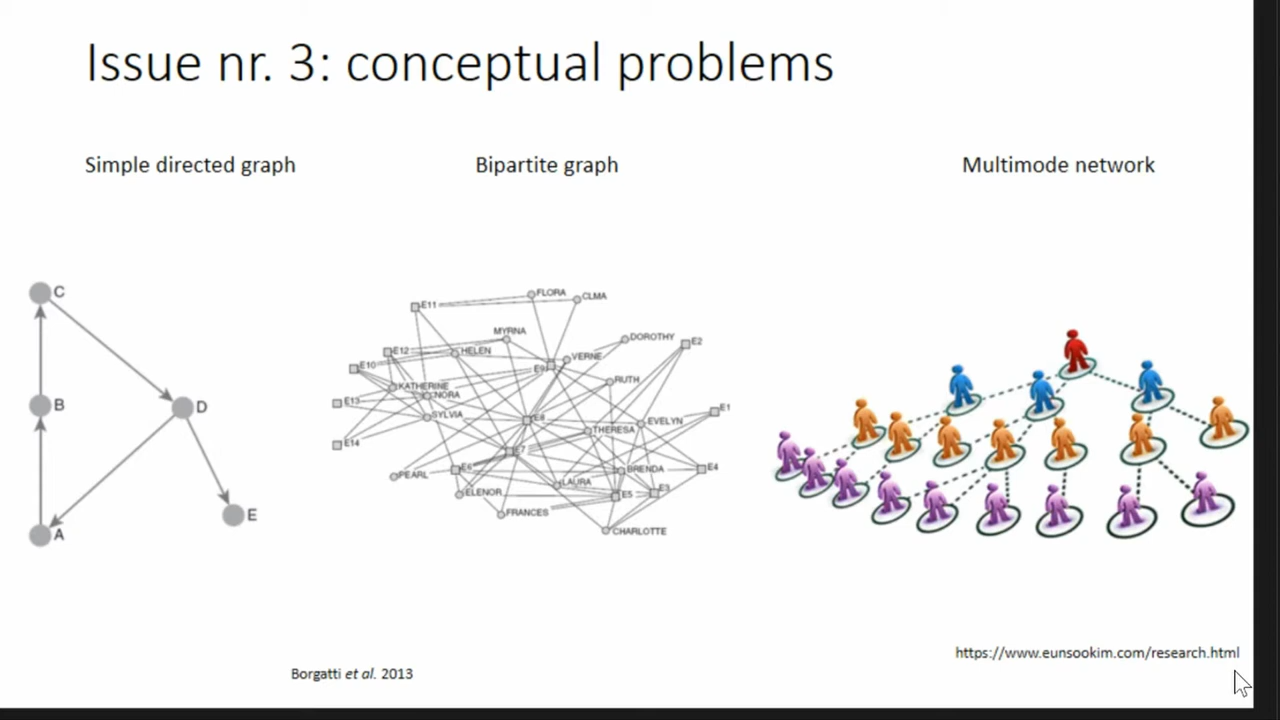 Issue nr. 3: conceptual problems
Simple directed graph
Bipartite graph
Multimode network
C
B
D
A
E
E11
FLORA
CLMA
MYRNA
DOROTHY
E2
E12
HELEN
VERNE
E10
E9
RUTH
KATHERINE
NORA
E13
SYLVIA
E8
EVELYN
E1
THERESA
E14
E7
PEARL
E6
BRENDA
E4
LAURA
ELENOR
E5
E3
FRANCES
CHARLOTTE
https://www.eunsookim.com/research.html
Borgatti et al. 2013